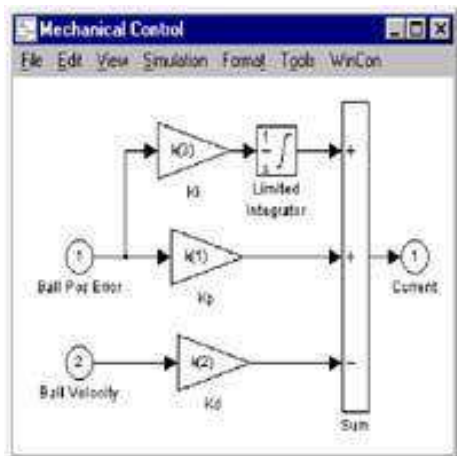 Mechanical Control
File Edit View Simulation Format Tools WinCon
k(3)
Ki
1
s
Limited
Integrator
+
1
Ball Pos Error
k(1)
Kp
+
1
Current
2
Ball Velocity
k(2)
Kd
−
Sum